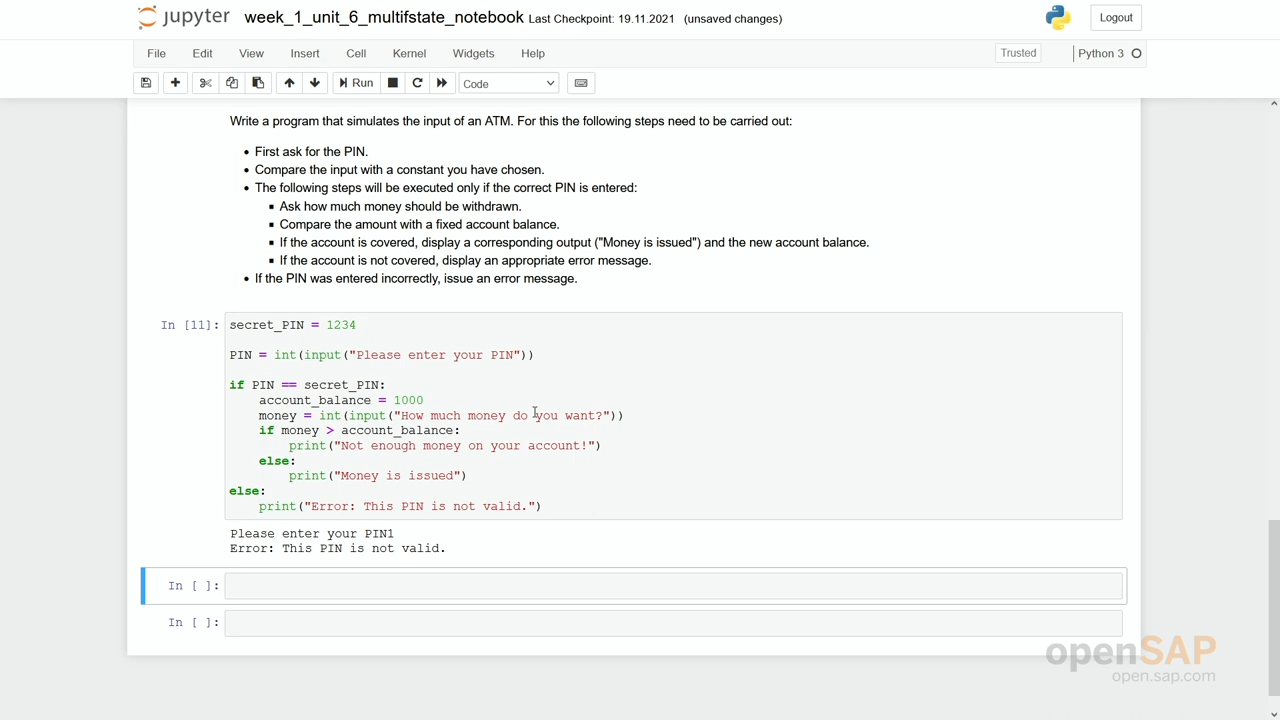 jupyter week_1_unit_6_multifstate_notebook Last Checkpoint: 19.11.2021 (unsaved changes) Logout
File Edit View Insert Cell Kernel Widgets Help Trusted Python 3
Run Code
Write a program that simulates the input of an ATM. For this the following steps need to be carried out:
First ask for the PIN.
Compare the input with a constant you have chosen.
The following steps will be executed only if the correct PIN is entered:
Ask how much money should be withdrawn.
Compare the amount with a fixed account balance.
If the account is covered, display a corresponding output ("Money is issued") and the new account balance.
If the account is not covered, display an appropriate error message.
If the PIN was entered incorrectly, issue an error message.
In [11]: secret_PIN = 1234
PIN = int(input("Please enter your PIN"))
if PIN == secret_PIN:
account_balance = 1000
money = int(input("How much money do you want?"))
if money > account_balance:
print("Not enough money on your account!")
else:
print("Money is issued")
else:
print("Error: This PIN is not valid.")
Please enter your PIN1
Error: This PIN is not valid.
In [ ]:
In [ ]:
openSAP
open.sap.com